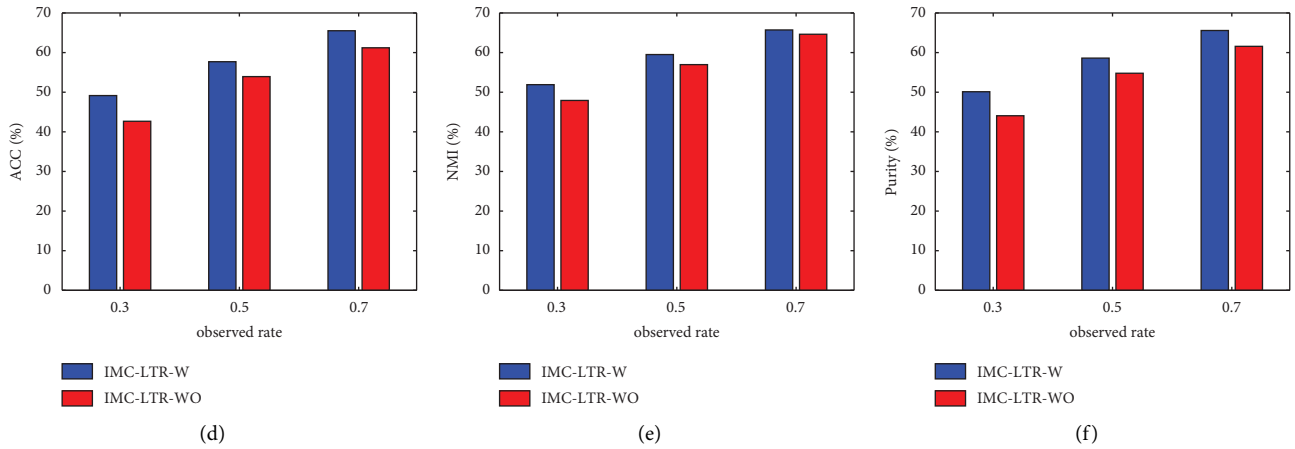 70
60
50
40
30
20
10
0
ACC (%)
0.3 0.5 0.7
observed rate
IMC-LTR-W
IMC-LTR-WO
(d)
70
60
50
40
30
20
10
0
NMI (%)
0.3 0.5 0.7
observed rate
IMC-LTR-W
IMC-LTR-WO
(e)
70
60
50
40
30
20
10
0
Purity (%)
0.3 0.5 0.7
observed rate
IMC-LTR-W
IMC-LTR-WO
(f)